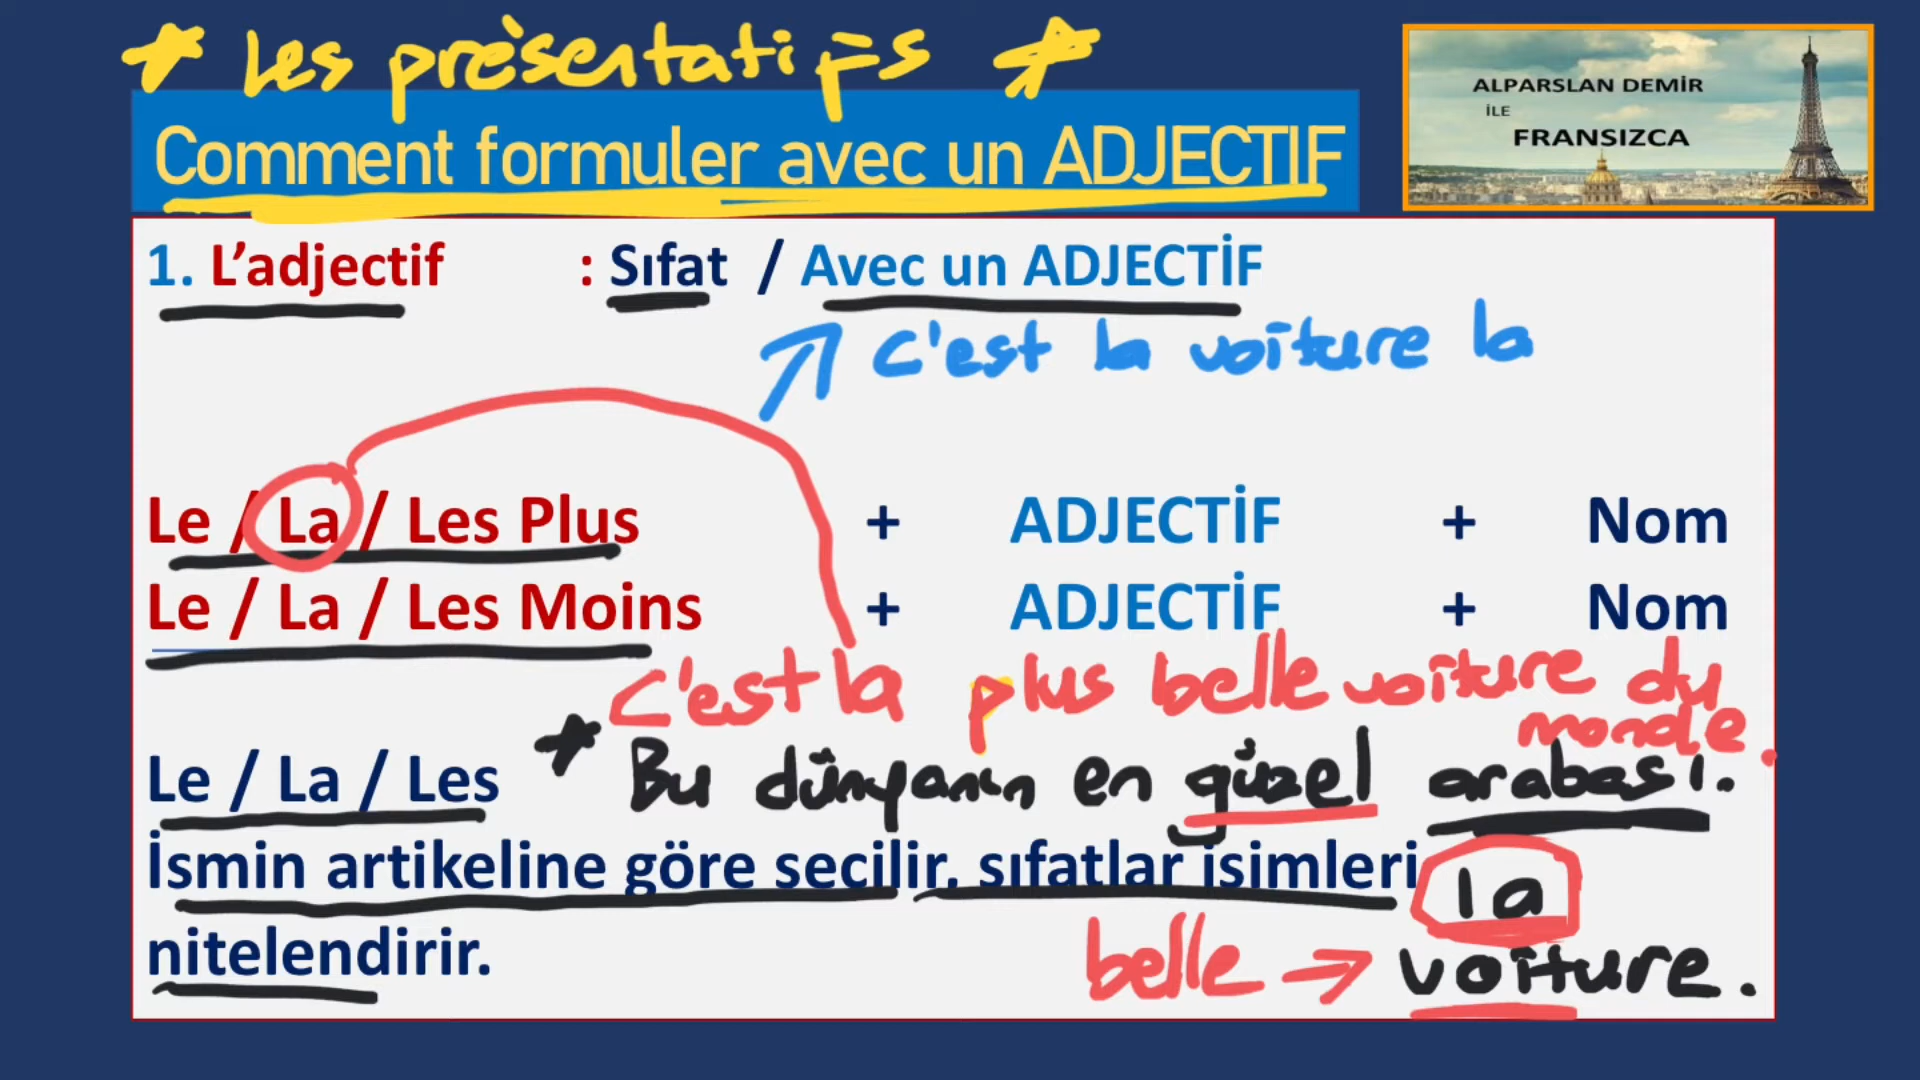 * Les présentatifs *
Comment formuler avec un ADJECTIF
ALPARSLAN DEMİR
İLE
FRANSIZCA
1. L'adjectif : Sıfat / Avec un ADJECTİF
c'est la voiture la
Le / La / Les Plus + ADJECTİF + Nom
Le / La / Les Moins + ADJECTİF + Nom
c'est la plus belle voiture du
monde.
Le / La / Les * Bu dünyanın en güzel arabası.
İsmin artikeline göre seçilir, sıfatlar isimleri la
nitelendirir. belle → voiture.